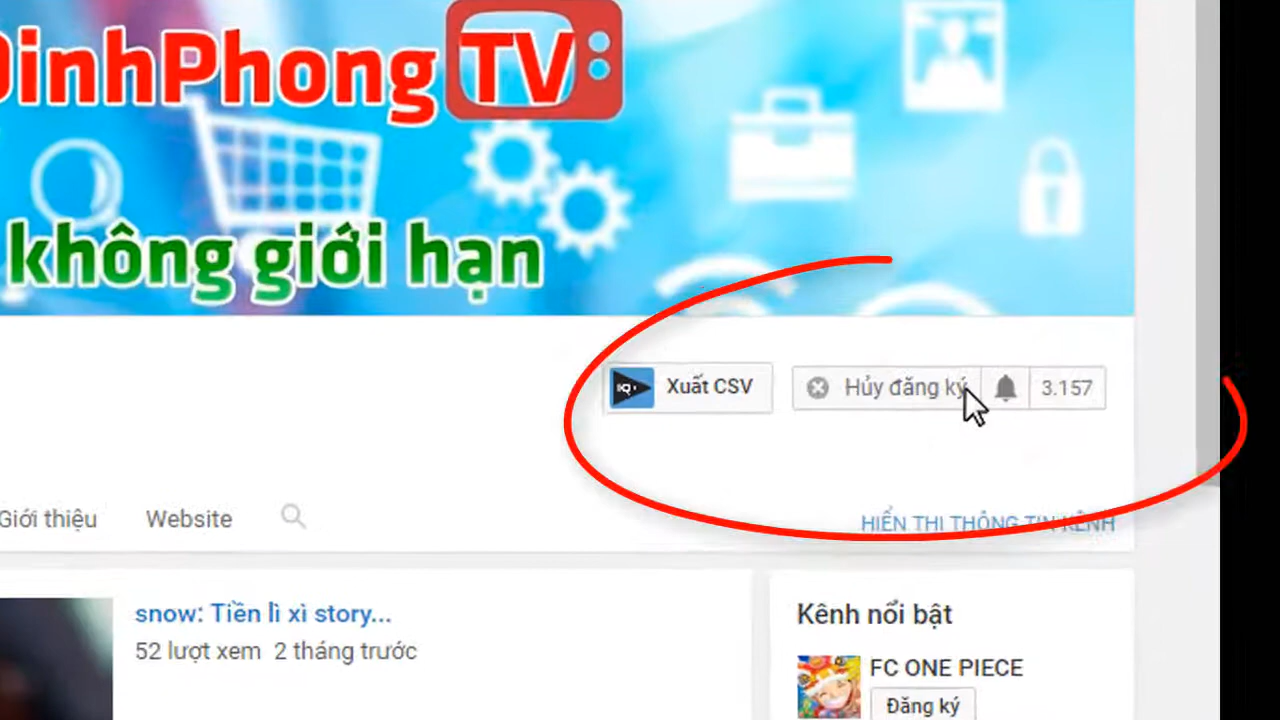 DinhPhong TV
không giới hạn
IQ
Xuất CSV
Hủy đăng ký
3.157
Giới thiệu
Website
HIỂN THỊ THÔNG TIN KÊNH
snow: Tiền lì xì story...
52 lượt xem 2 tháng trước
Kênh nổi bật
FC ONE PIECE
Đăng ký